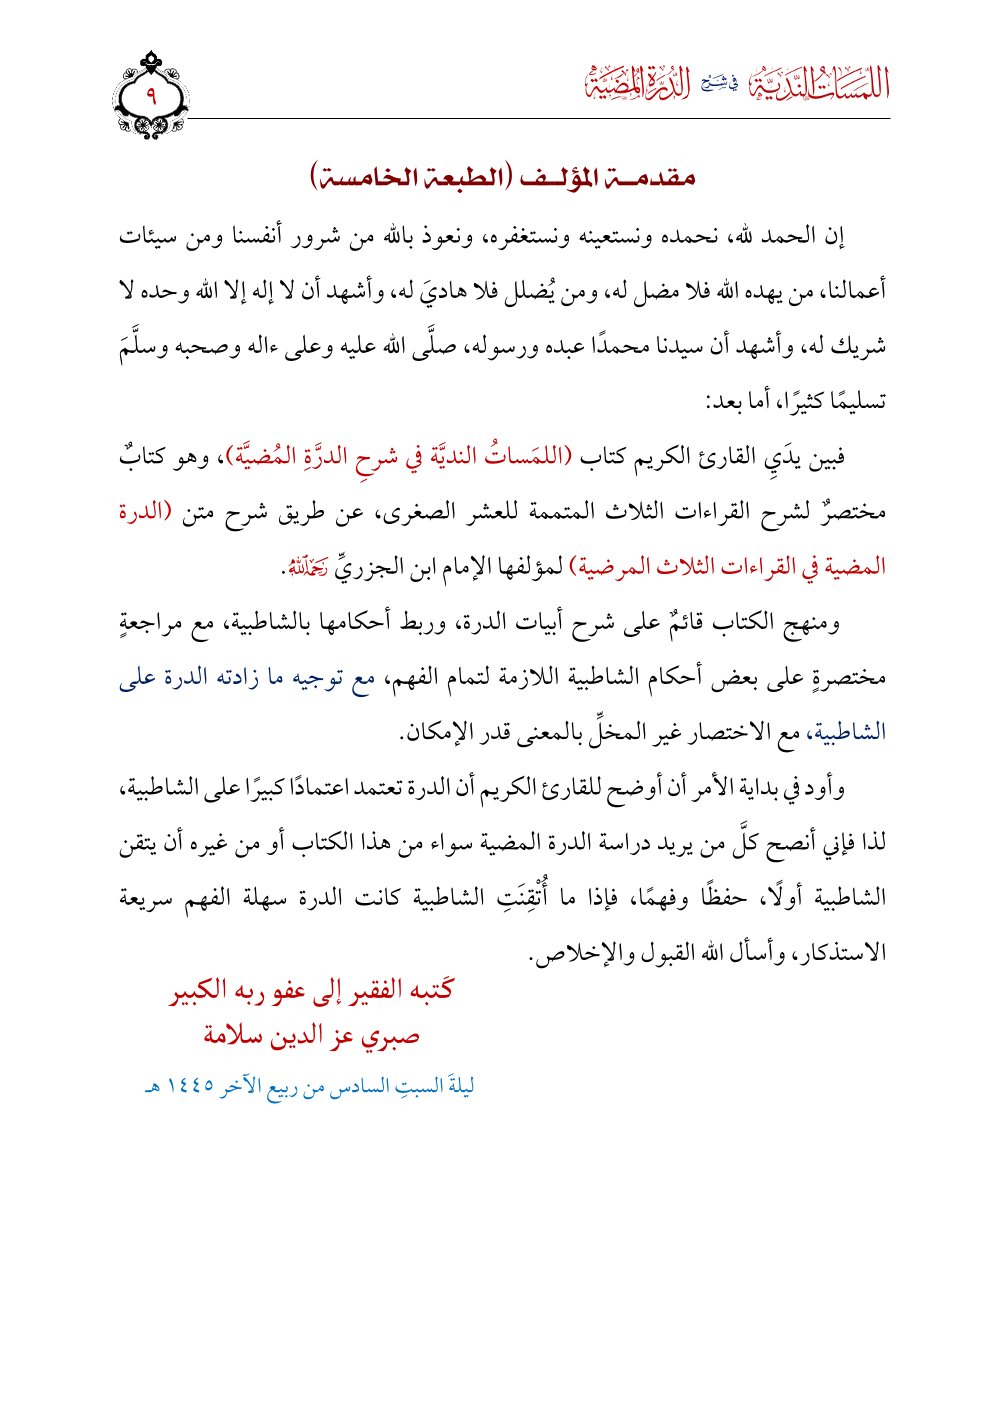 اللَّمَسَاتُ النَّدِيَّةُ فِي شَرْحِ الدُّرَّةِ المُضِيَّةِ
٩
مقدمــة المؤلــف (الطبعة الخامسة)
إن الحمد لله، نحمده ونستعينه ونستغفره، ونعوذ بالله من شرور أنفسنا ومن سيئات
أعمالنا، من يهده الله فلا مضل له، ومن يُضلل فلا هاديَ له، وأشهد أن لا إله إلا الله وحده لا
شريك له، وأشهد أن سيدنا محمدًا عبده ورسوله، صلَّى الله عليه وعلى ءاله وصحبه وسلَّمَ
تسليمًا كثيرًا، أما بعد:
فبين يدَيِ القارئ الكريم كتاب (اللمَساتُ النديَّة في شرحِ الدرَّةِ المُضيَّة)، وهو كتابٌ
مختصرٌ لشرح القراءات الثلاث المتممة للعشر الصغرى، عن طريق شرح متن (الدرة
المضية في القراءات الثلاث المرضية) لمؤلفها الإمام ابن الجزريِّ رَحِمَهُ اللَّهُ.
ومنهج الكتاب قائمٌ على شرح أبيات الدرة، وربط أحكامها بالشاطبية، مع مراجعةٍ
مختصرةٍ على بعض أحكام الشاطبية اللازمة لتمام الفهم، مع توجيه ما زادته الدرة على
الشاطبية، مع الاختصار غير المخلِّ بالمعنى قدر الإمكان.
وأود في بداية الأمر أن أوضح للقارئ الكريم أن الدرة تعتمد اعتمادًا كبيرًا على الشاطبية،
لذا فإني أنصح كلَّ من يريد دراسة الدرة المضية سواء من هذا الكتاب أو من غيره أن يتقن
الشاطبية أولًا، حفظًا وفهمًا، فإذا ما أُتْقِنَتِ الشاطبية كانت الدرة سهلة الفهم سريعة
الاستذكار، وأسأل الله القبول والإخلاص.
كَتبه الفقير إلى عفو ربه الكبير
صبري عز الدين سلامة
ليلةَ السبتِ السادس من ربيع الآخر ١٤٤٥ هـ